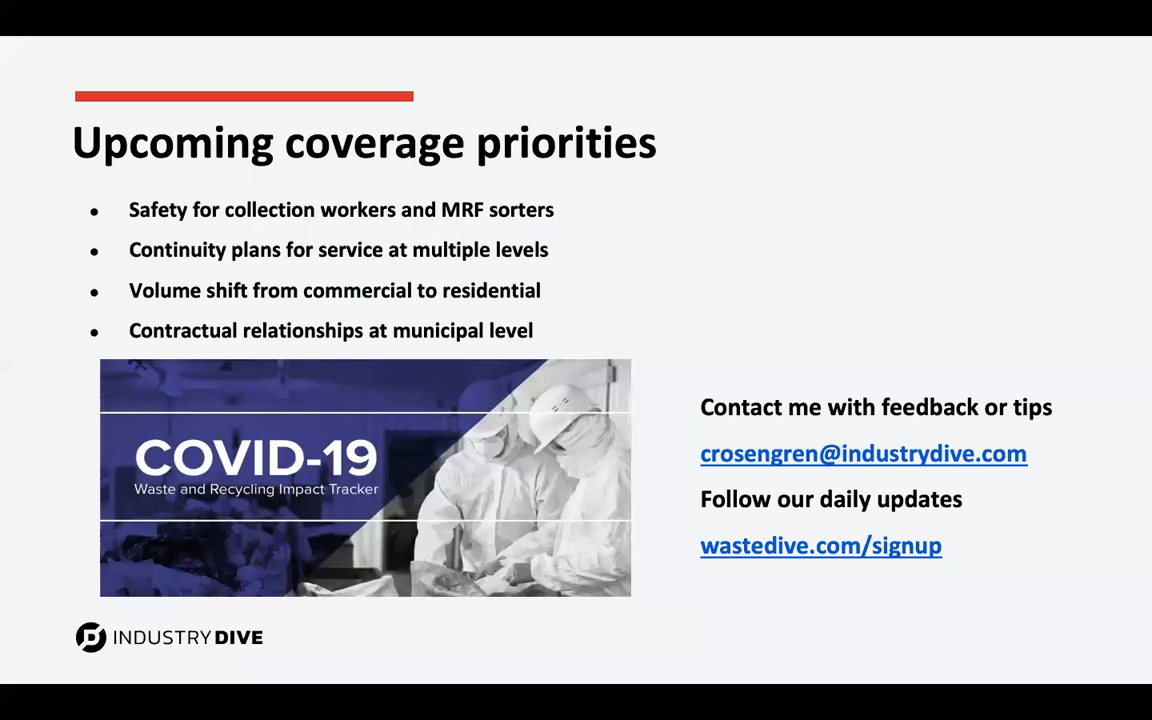 Upcoming coverage priorities
● Safety for collection workers and MRF sorters
● Continuity plans for service at multiple levels
● Volume shift from commercial to residential
● Contractual relationships at municipal level
COVID-19
Waste and Recycling Impact Tracker
Contact me with feedback or tips
crosengren@industrydive.com
Follow our daily updates
wastedive.com/signup
INDUSTRY DIVE